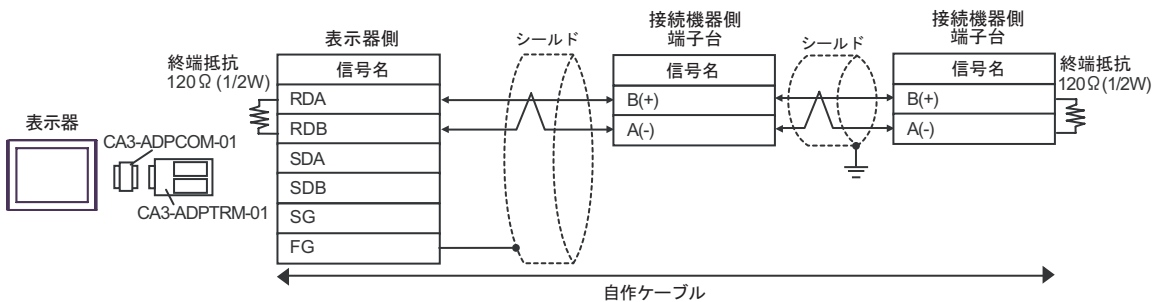 接続機器側
端子台
接続機器側
端子台
表示器側
シールド
シールド
終端抵抗
120Ω(1/2W)
信号名
信号名
信号名
終端抵抗
120Ω(1/2W)
RDA
B(+)
B(+)
RDB
A(-)
A(-)
表示器
CA3-ADPCOM-01
SDA
SDB
CA3-ADPTRM-01
SG
FG
自作ケーブル